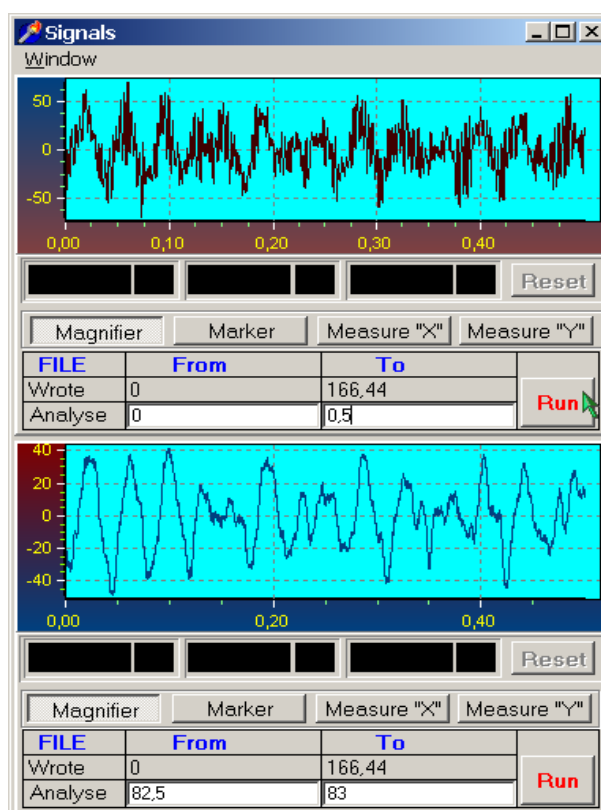 Signals
Window
50
0
-50
0,00 0,10 0,20 0,30 0,40
Reset
Magnifier Marker Measure "X" Measure "Y"
FILE From To
Wrote 0 166,44
Analyse 0 0,5
Run
40
20
0
-20
-40
0,00 0,20 0,40
Reset
Magnifier Marker Measure "X" Measure "Y"
FILE From To
Wrote 0 166,44
Analyse 82,5 83
Run